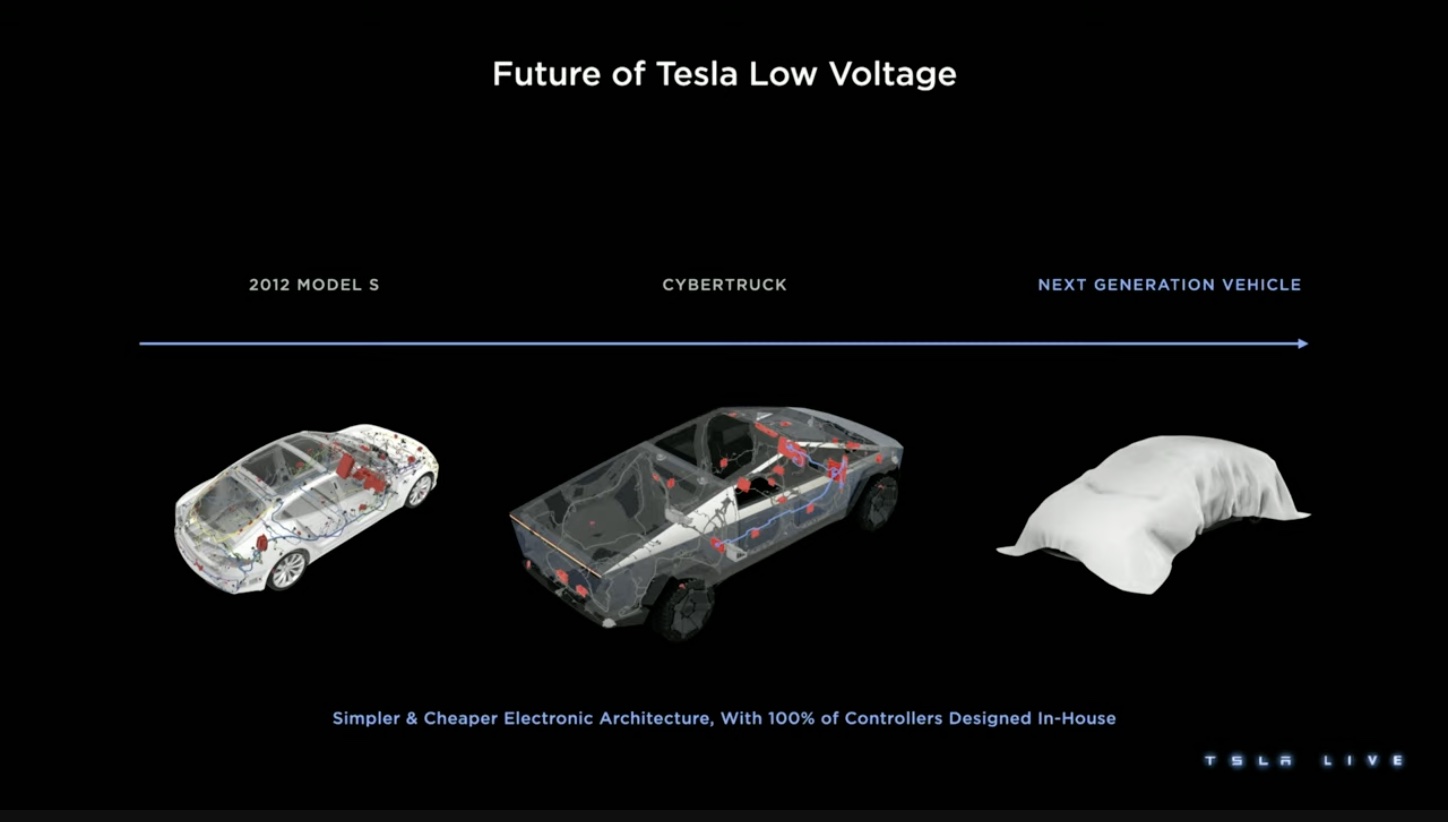 Future of Tesla Low Voltage
2012 MODEL S
CYBERTRUCK
NEXT GENERATION VEHICLE
Simpler & Cheaper Electronic Architecture, With 100% of Controllers Designed In-House
TSLA LIVE